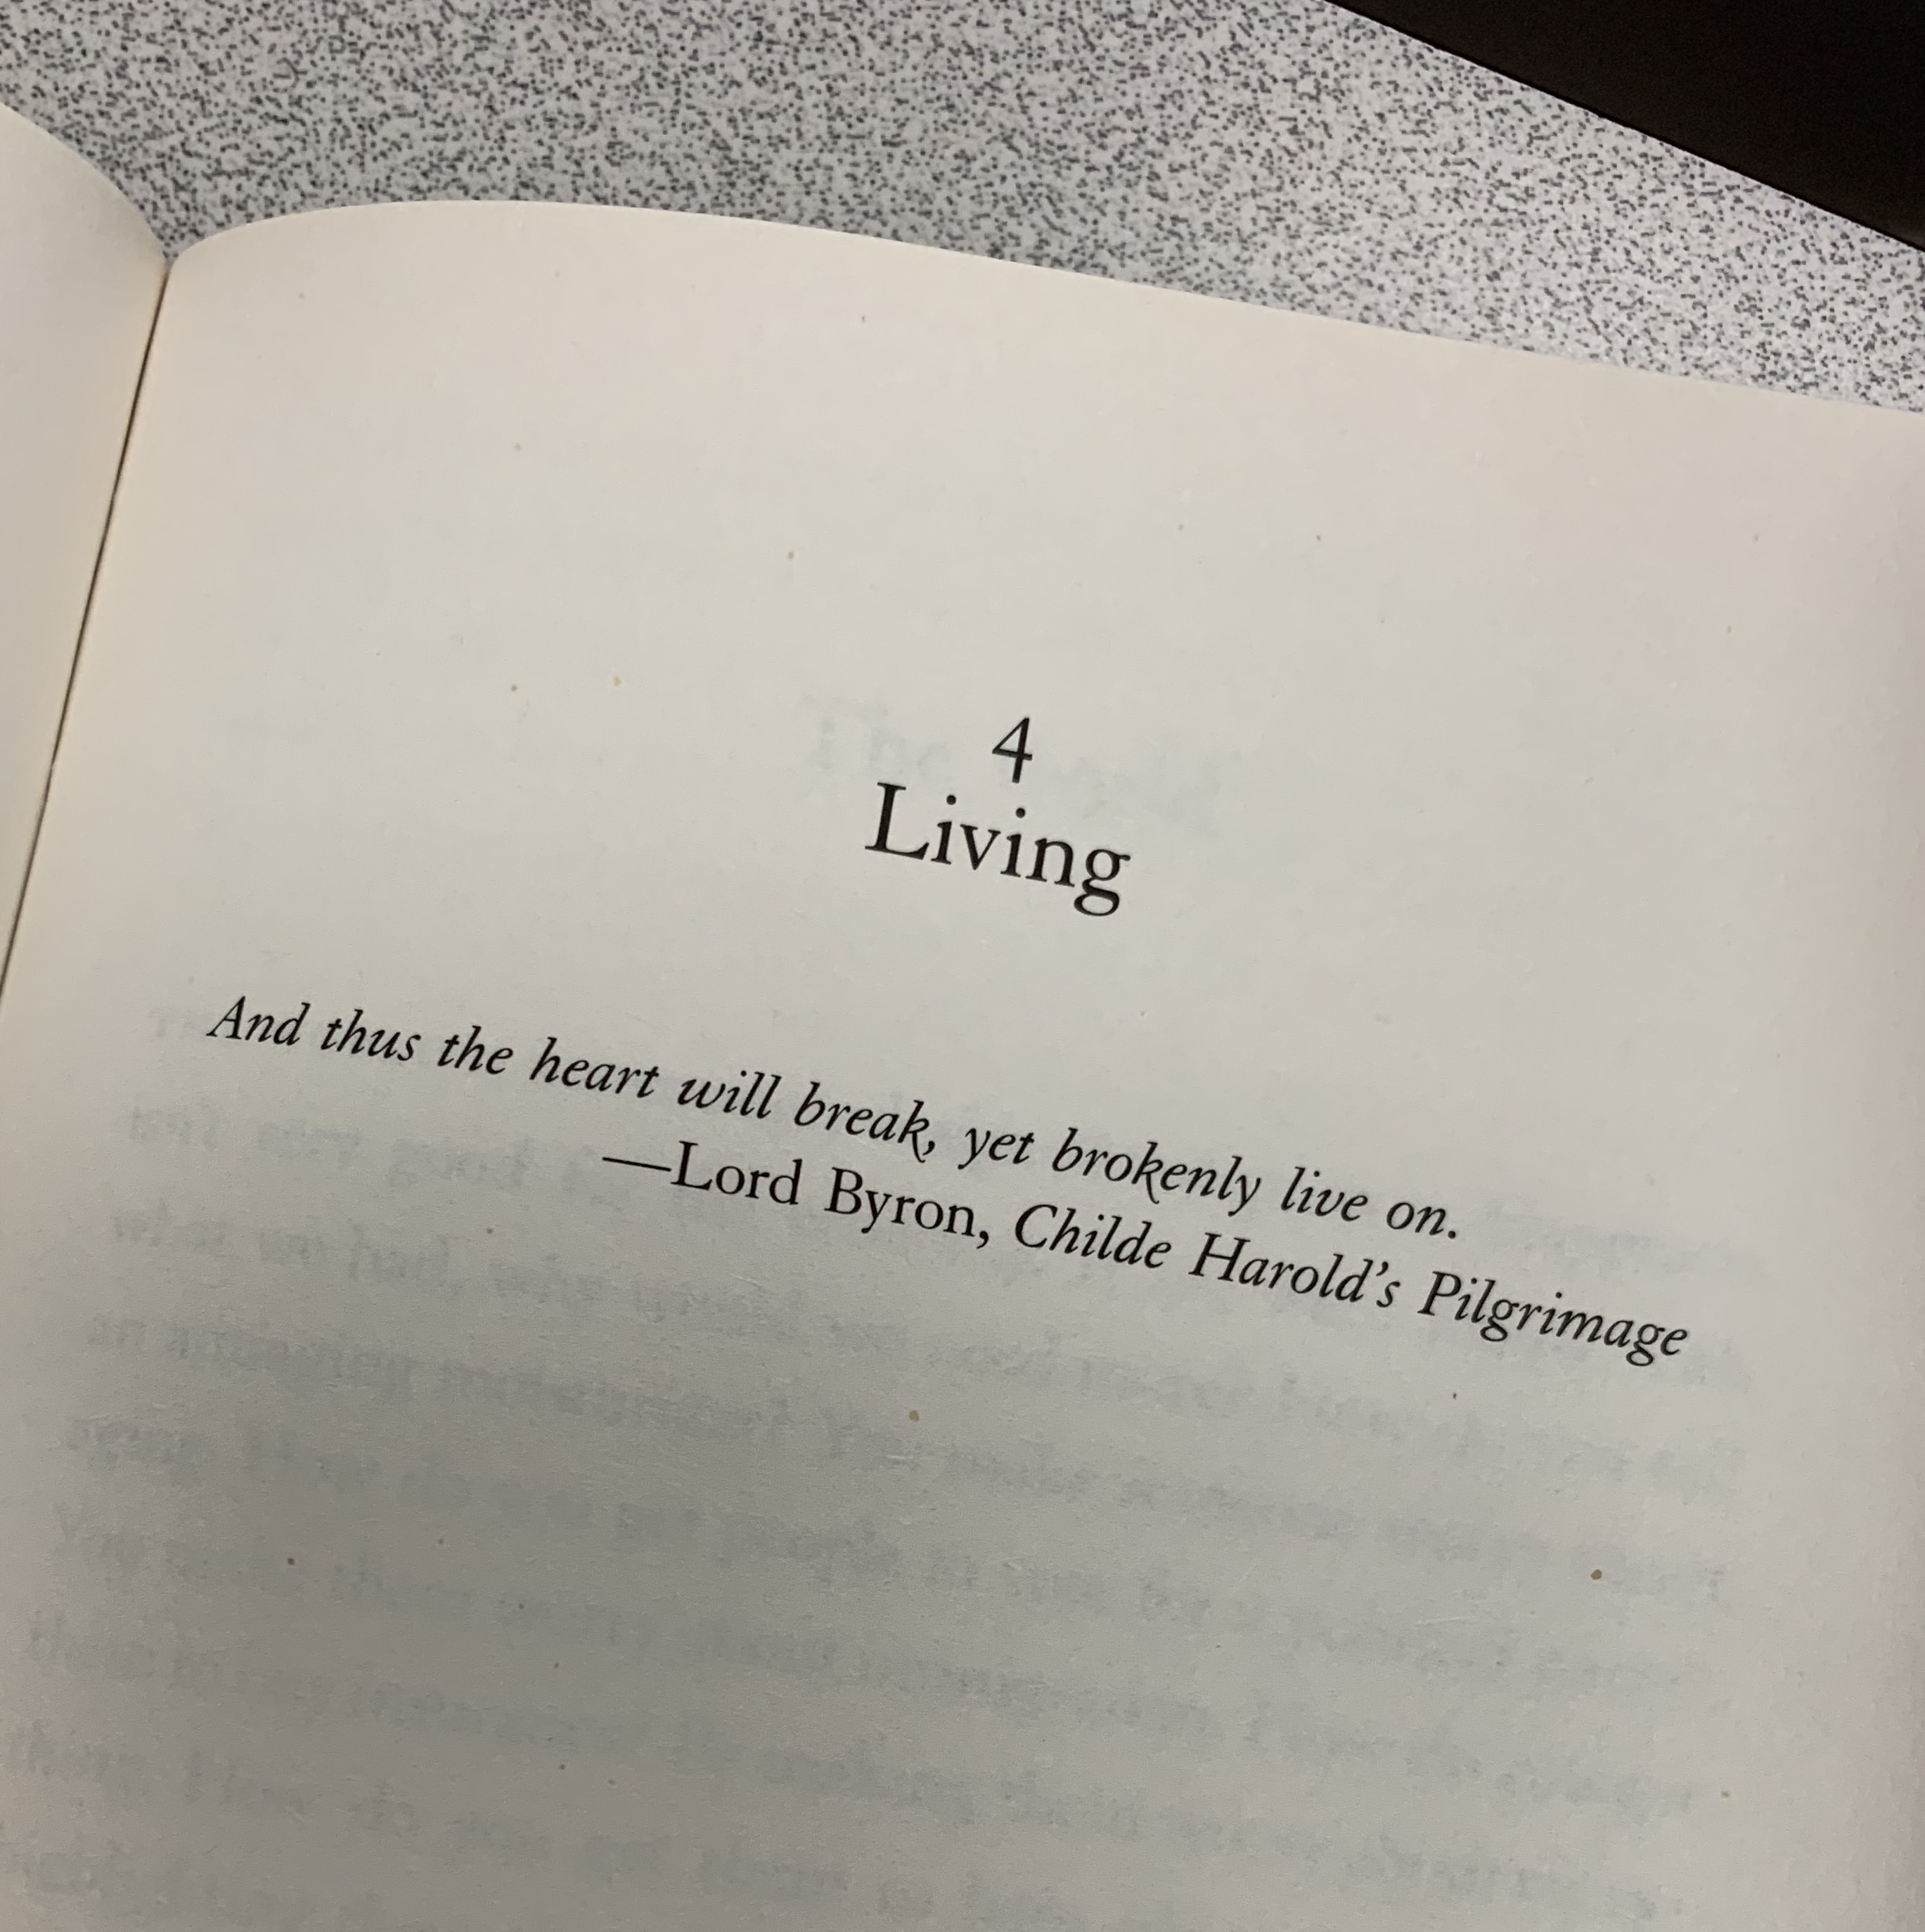 4
Living
And thus the heart will break, yet brokenly live on.
—Lord Byron, Childe Harold’s Pilgrimage